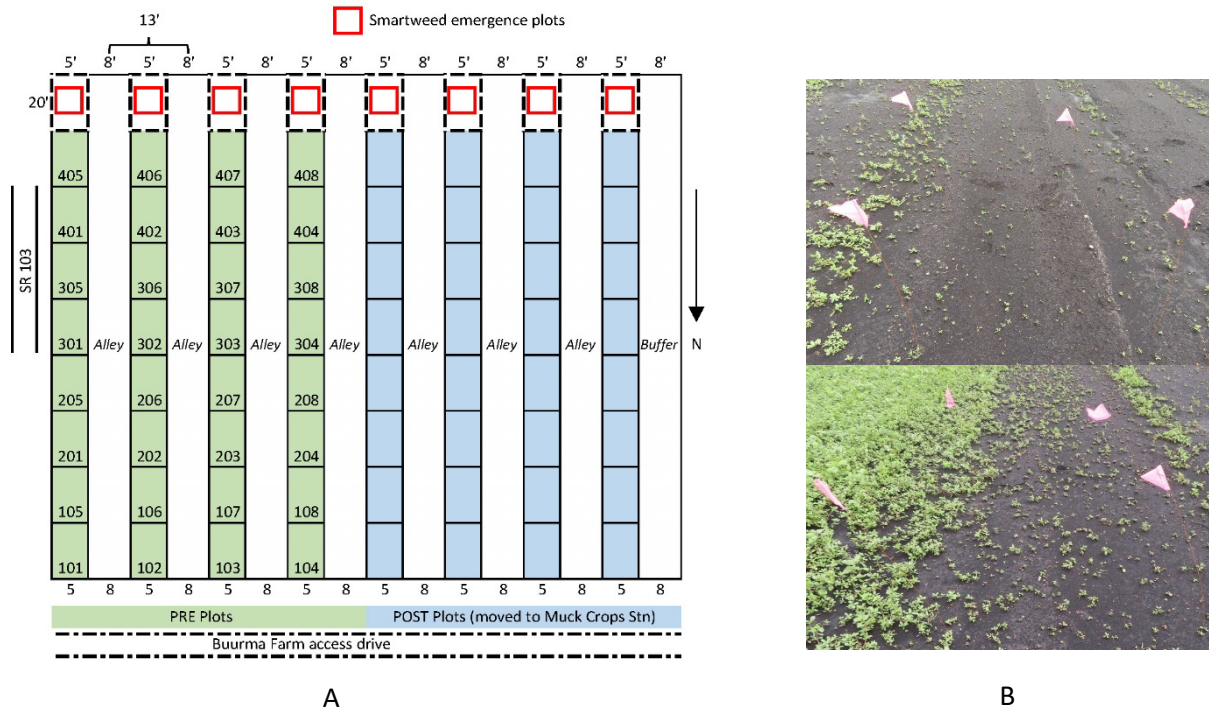 13'
Smartweed emergence plots
5' 8' 5' 8' 5' 8' 5' 8' 5' 8' 5' 8' 5' 8' 5' 8'
20'
405 406 407 408
401 402 403 404
SR 103
305 306 307 308
301 Alley 302 Alley 303 Alley 304 Alley Alley Alley Alley Buffer N
205 206 207 208
201 202 203 204
105 106 107 108
101 102 103 104
5 8 5 8 5 8 5 8 5 8 5 8 5 8 5 8
PRE Plots POST Plots (moved to Muck Crops Stn)
Buurma Farm access drive
A B